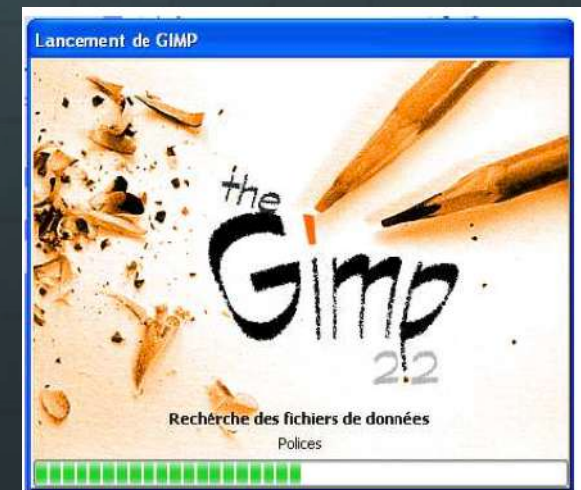 Lancement de GIMP
the
Gimp
2.2
Recherche des fichiers de données
Polices